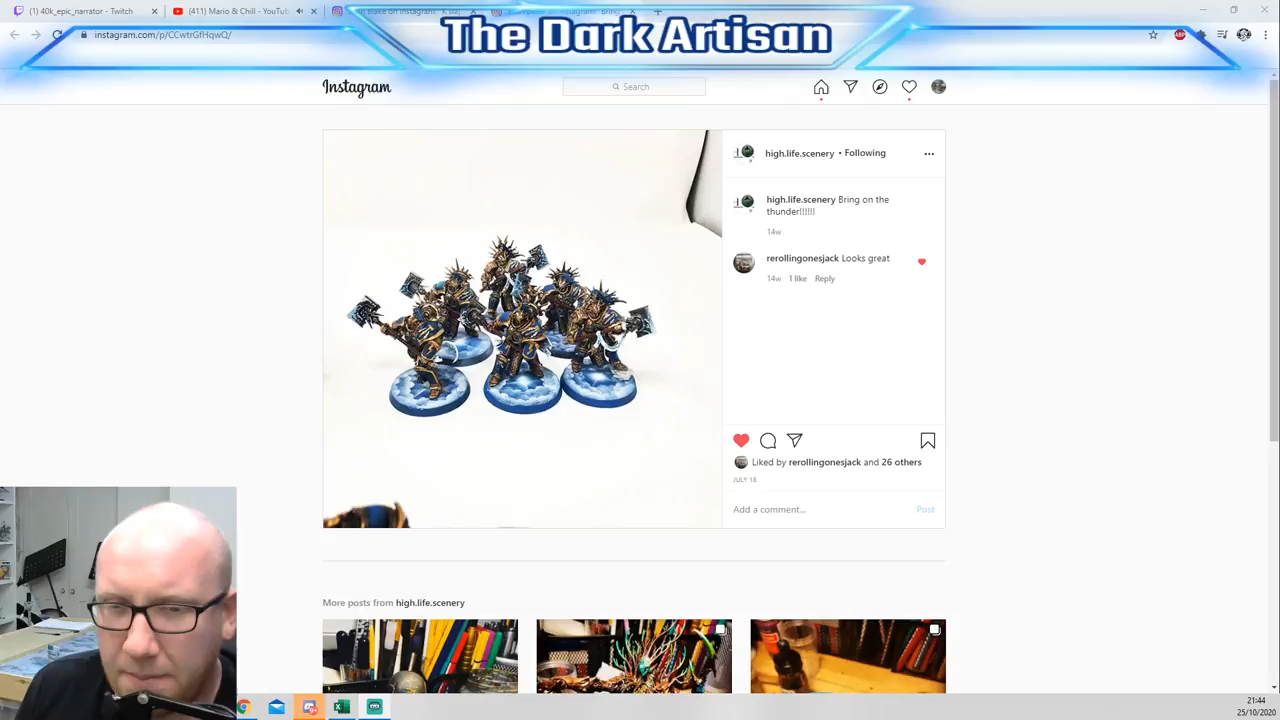 (1) 40k_epic_narrator - Twitch
(411) Mario & Chill - YouTub
The Dark Artisan
instagram.com/p/CCwtrGfHqwQ/
ABP
Instagram
Search
high.life.scenery • Following
high.life.scenery Bring on the
thunder!!!!!!
14w
rerollingonesjack Looks great
14w 1 like Reply
Liked by rerollingonesjack and 26 others
JULY 18
Add a comment... Post
More posts from high.life.scenery
21:44
25/10/2020